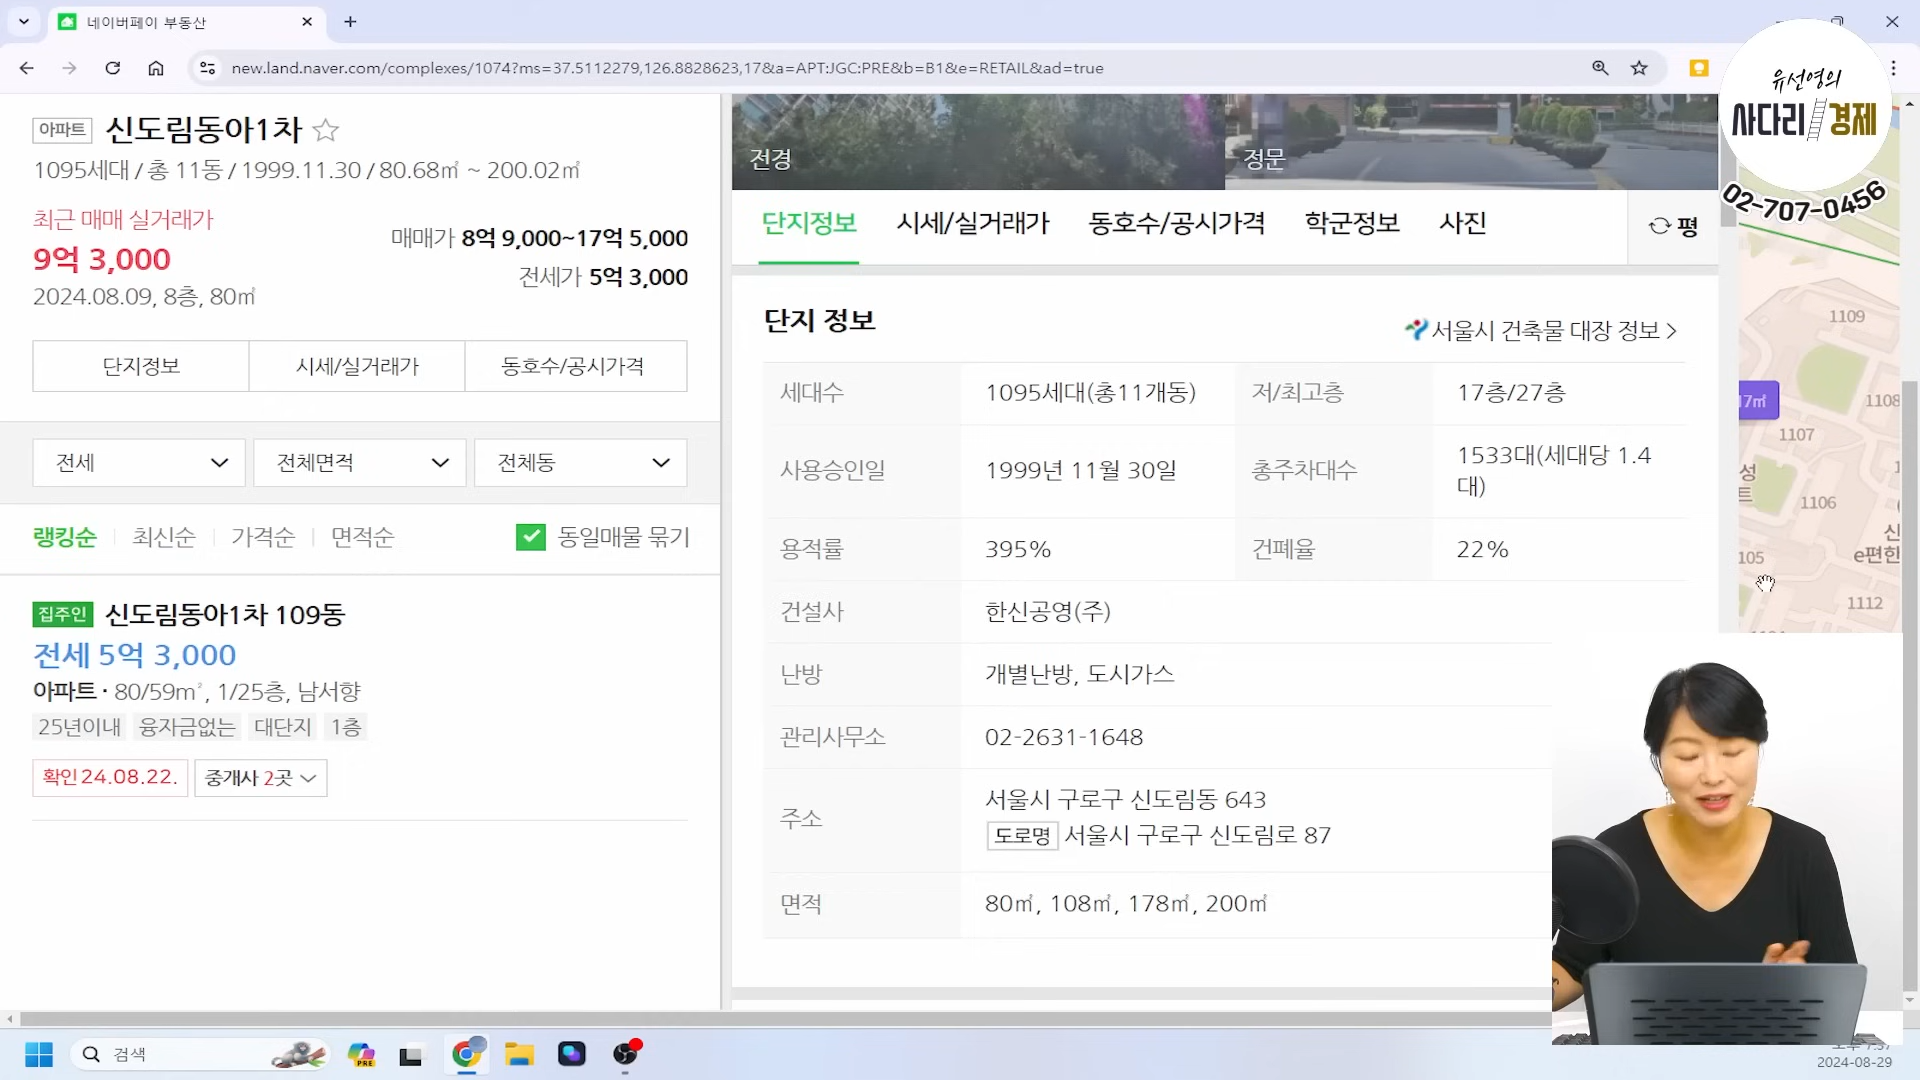 네이버페이 부동산
new.land.naver.com/complexes/1074?ms=37.5112279,126.8828623,17&a=APT:JGC:PRE&b=B1&e=RETAIL&ad=true
유선영의
사다리 경제
02-707-0456
아파트 신도림동아1차
1095세대 / 총 11동 / 1999.11.30 / 80.68㎡ ~ 200.02㎡
최근 매매 실거래가
9억 3,000
2024.08.09, 8층, 80㎡
매매가 8억 9,000~17억 5,000
전세가 5억 3,000
단지정보 시세/실거래가 동호수/공시가격
전세 전체면적 전체동
랭킹순 최신순 가격순 면적순 동일매물 묶기
집주인 신도림동아1차 109동
전세 5억 3,000
아파트 · 80/59m², 1/25층, 남서향
25년이내 융자금없는 대단지 1층
확인 24.08.22. 중개사 2곳
전경 정문
단지정보 시세/실거래가 동호수/공시가격 학군정보 사진 평
단지 정보
서울시 건축물 대장 정보
세대수 1095세대(총11개동) 저/최고층 17층/27층
사용승인일 1999년 11월 30일 총주차대수 1533대(세대당 1.4
대)
용적률 395% 건폐율 22%
건설사 한신공영(주)
난방 개별난방, 도시가스
관리사무소 02-2631-1648
주소 서울시 구로구 신도림동 643
도로명 서울시 구로구 신도림로 87
면적 80㎡, 108㎡, 178㎡, 200㎡
1109
17㎡
1108
1107
성
트
1106
신
e편한
105
1112
검색
PRE
2024-08-29